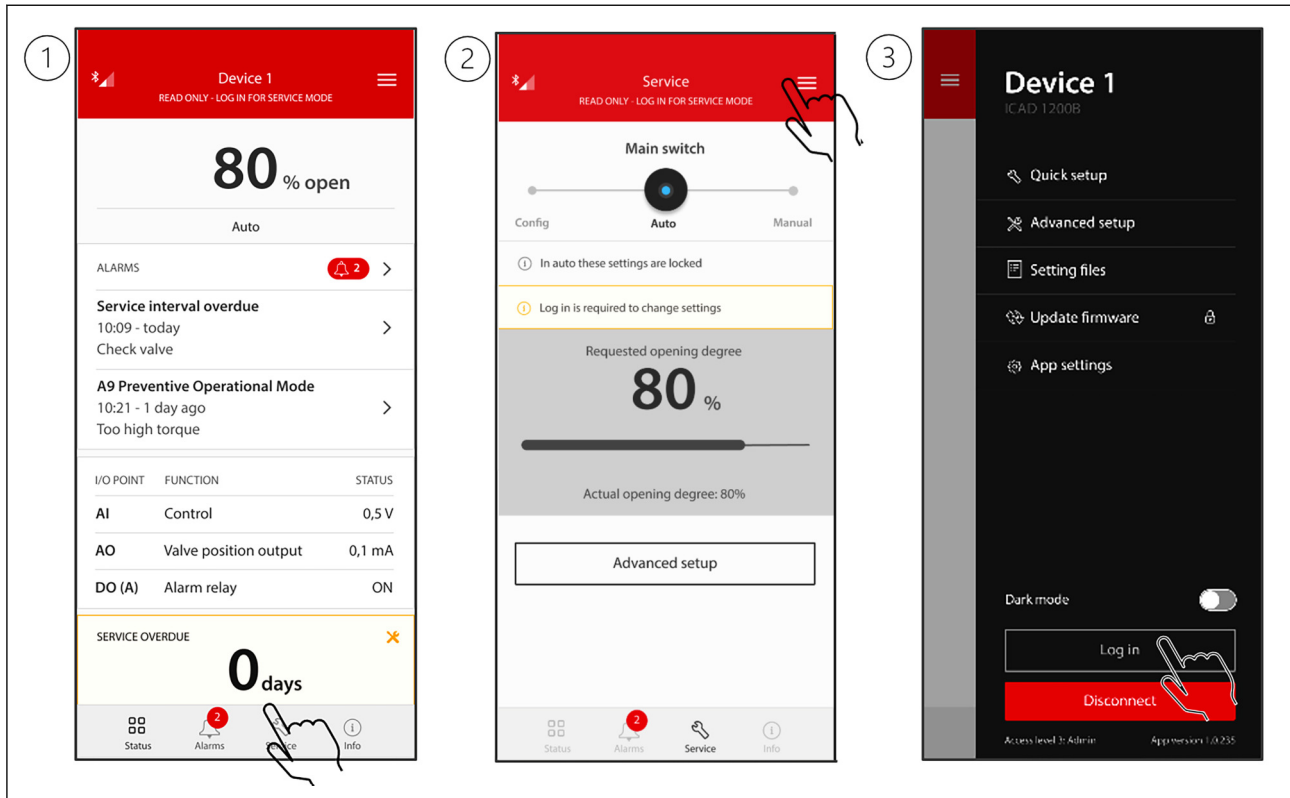 1
Device 1
READ ONLY - LOG IN FOR SERVICE MODE
80 % open
Auto
ALARMS 2
Service interval overdue
10:09 - today
Check valve
A9 Preventive Operational Mode
10:21 - 1 day ago
Too high torque
I/O POINT FUNCTION STATUS
AI Control 0,5 V
AO Valve position output 0,1 mA
DO (A) Alarm relay ON
SERVICE OVERDUE
0 days
2
Status Alarms Service Info
2
Service
READ ONLY - LOG IN FOR SERVICE MODE
Main switch
Config Auto Manual
In auto these settings are locked
Log in is required to change settings
Requested opening degree
80 %
Actual opening degree: 80%
Advanced setup
2
Status Alarms Service Info
3
Device 1
ICAD 1200B
Quick setup
Advanced setup
Setting files
Update firmware
App settings
Dark mode
Log in
Disconnect
Access level 3: Admin App version 1.0.235